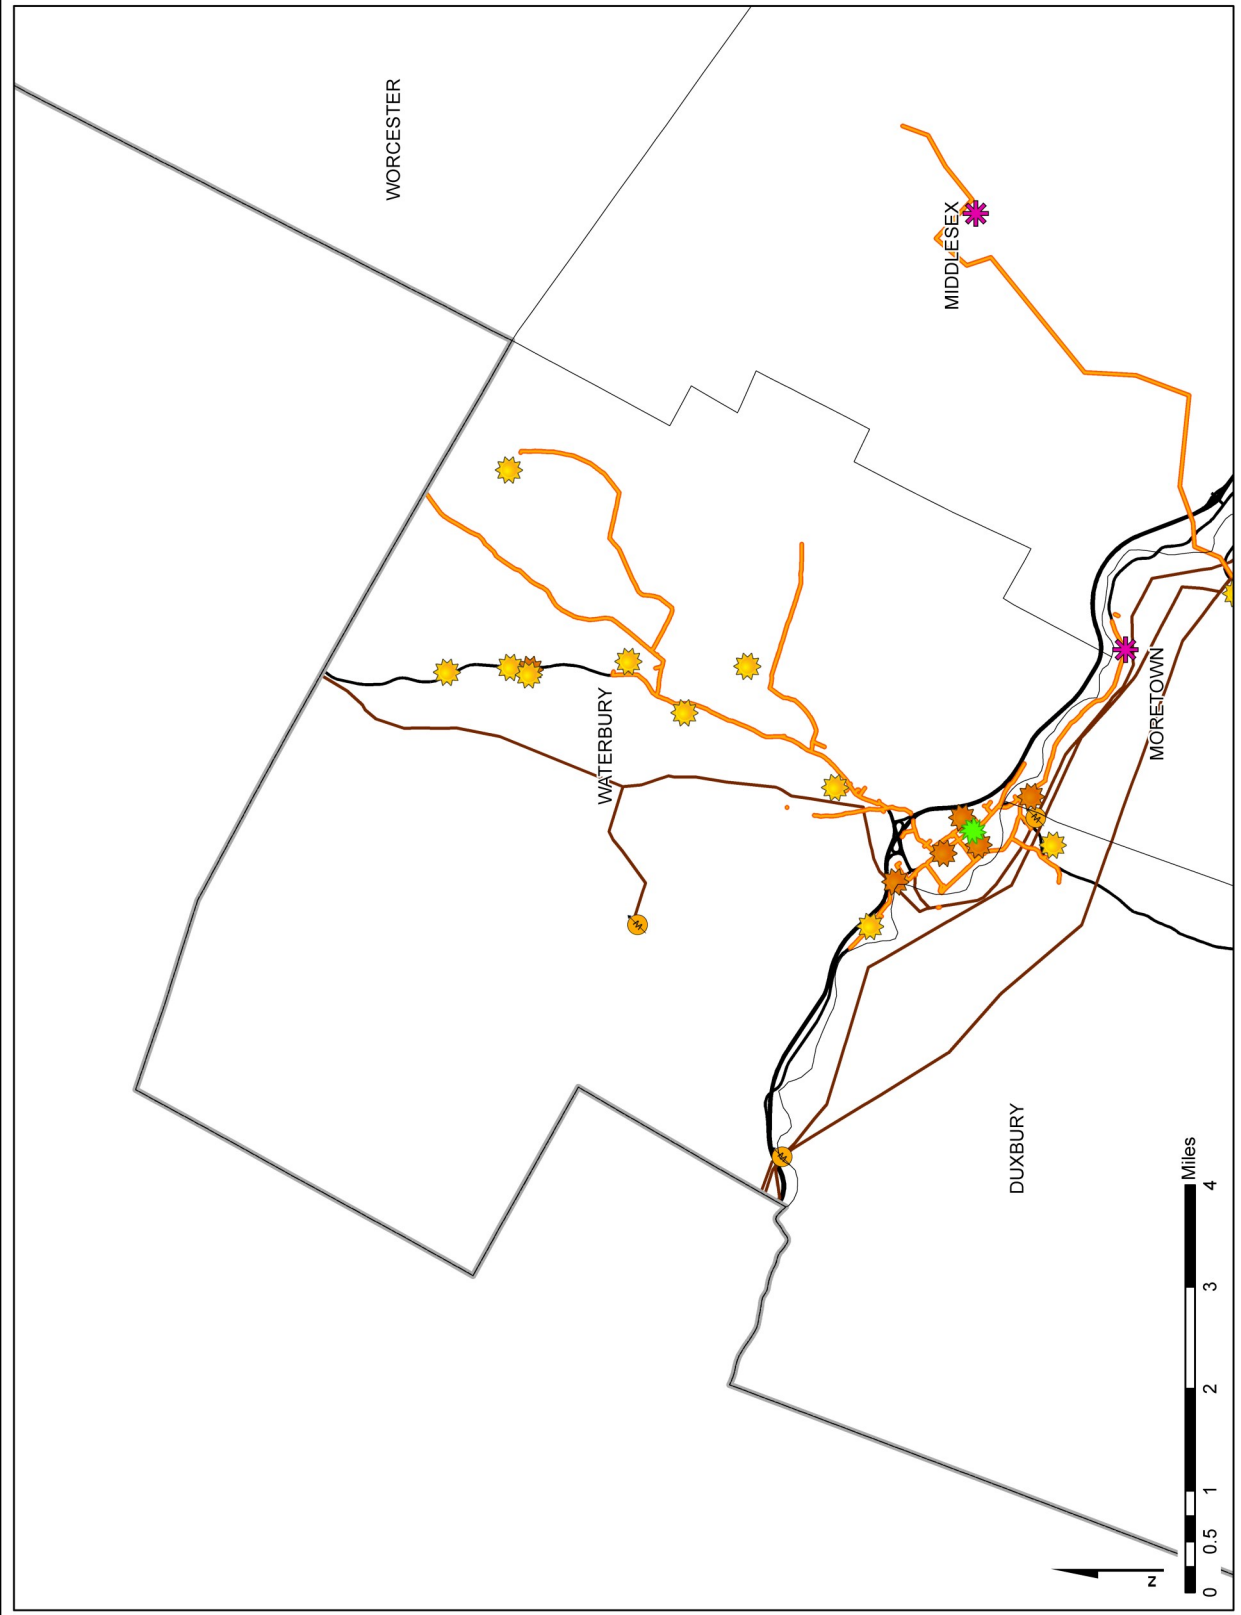 WORCESTER
MIDDLESEX
WATERBURY
MORETOWN
DUXBURY
N
0 0.5 1 2 3 4
Miles